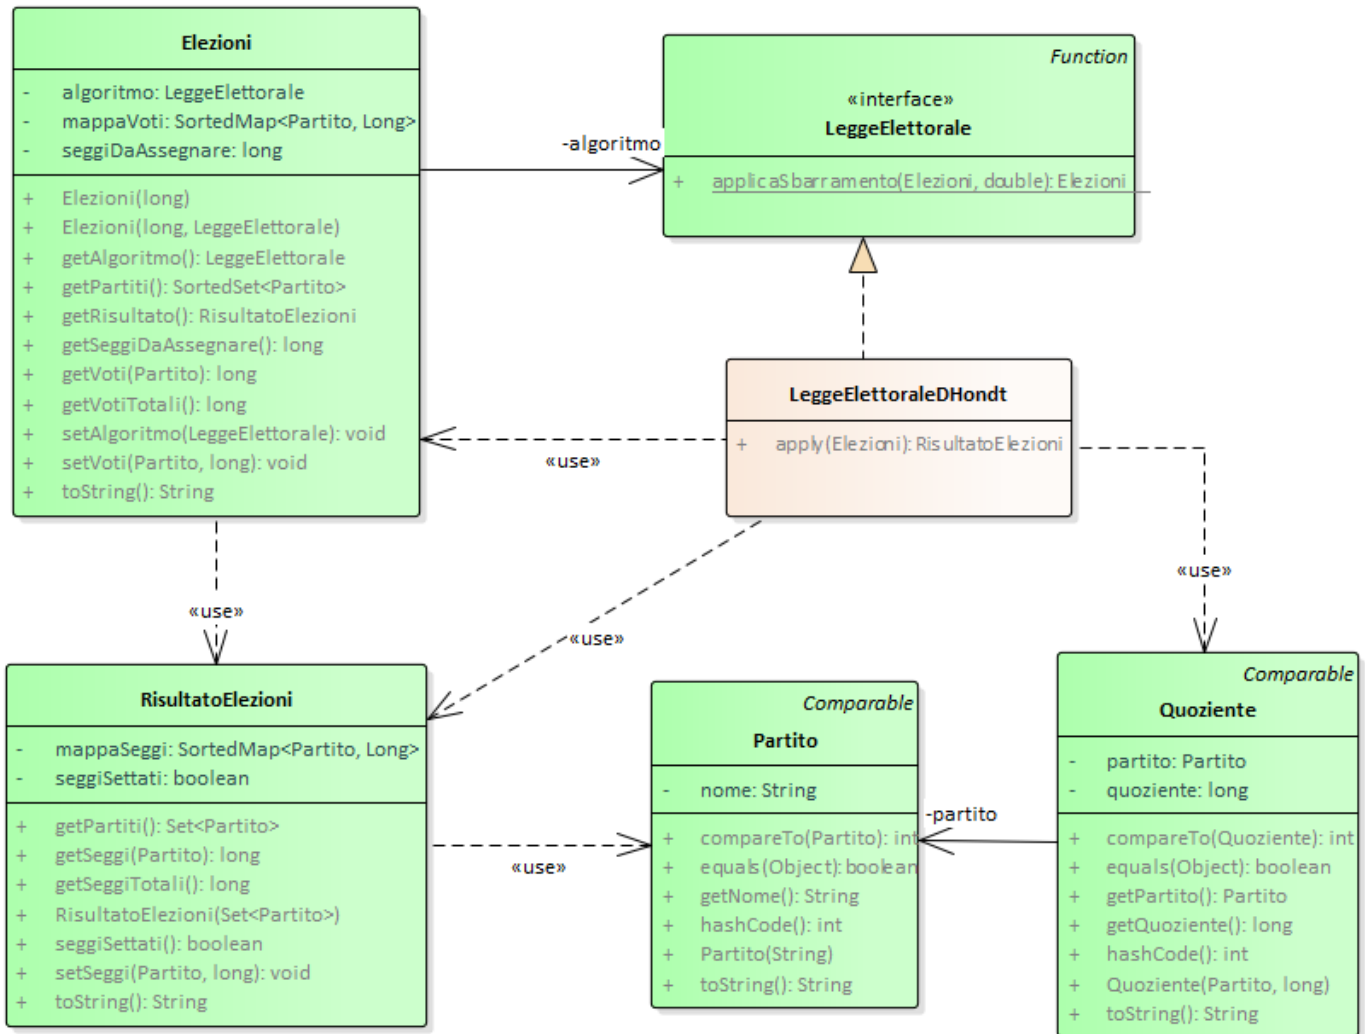 Elezioni
- algoritmo: LeggeElettorale
- mappaVoti: SortedMap<Partito, Long>
- seggiDaAssegnare: long
+ Elezioni(long)
+ Elezioni(long, LeggeElettorale)
+ getAlgoritmo(): LeggeElettorale
+ getPartiti(): SortedSet<Partito>
+ getRisultato(): RisultatoElezioni
+ getSeggiDaAssegnare(): long
+ getVoti(Partito): long
+ getVotiTotali(): long
+ setAlgoritmo(LeggeElettorale): void
+ setVoti(Partito, long): void
+ toString(): String
-algoritmo
Function
«interface»
LeggeElettorale
+ applicaSbarramento(Elezioni, double): Elezioni
LeggeElettoraleDHondt
+ apply(Elezioni): RisultatoElezioni
«use»
«use»
«use»
«use»
RisultatoElezioni
- mappaSeggi: SortedMap<Partito, Long>
- seggiSettati: boolean
+ getPartiti(): Set<Partito>
+ getSeggi(Partito): long
+ getSeggiTotali(): long
+ RisultatoElezioni(Set<Partito>)
+ seggiSettati(): boolean
+ setSeggi(Partito, long): void
+ toString(): String
«use»
Comparable
Partito
- nome: String
+ compareTo(Partito): int
+ equals(Object): boolean
+ getNome(): String
+ hashCode(): int
+ Partito(String)
+ toString(): String
-partito
Comparable
Quoziente
- partito: Partito
- quoziente: long
+ compareTo(Quoziente): int
+ equals(Object): boolean
+ getPartito(): Partito
+ getQuoziente(): long
+ hashCode(): int
+ Quoziente(Partito, long)
+ toString(): String